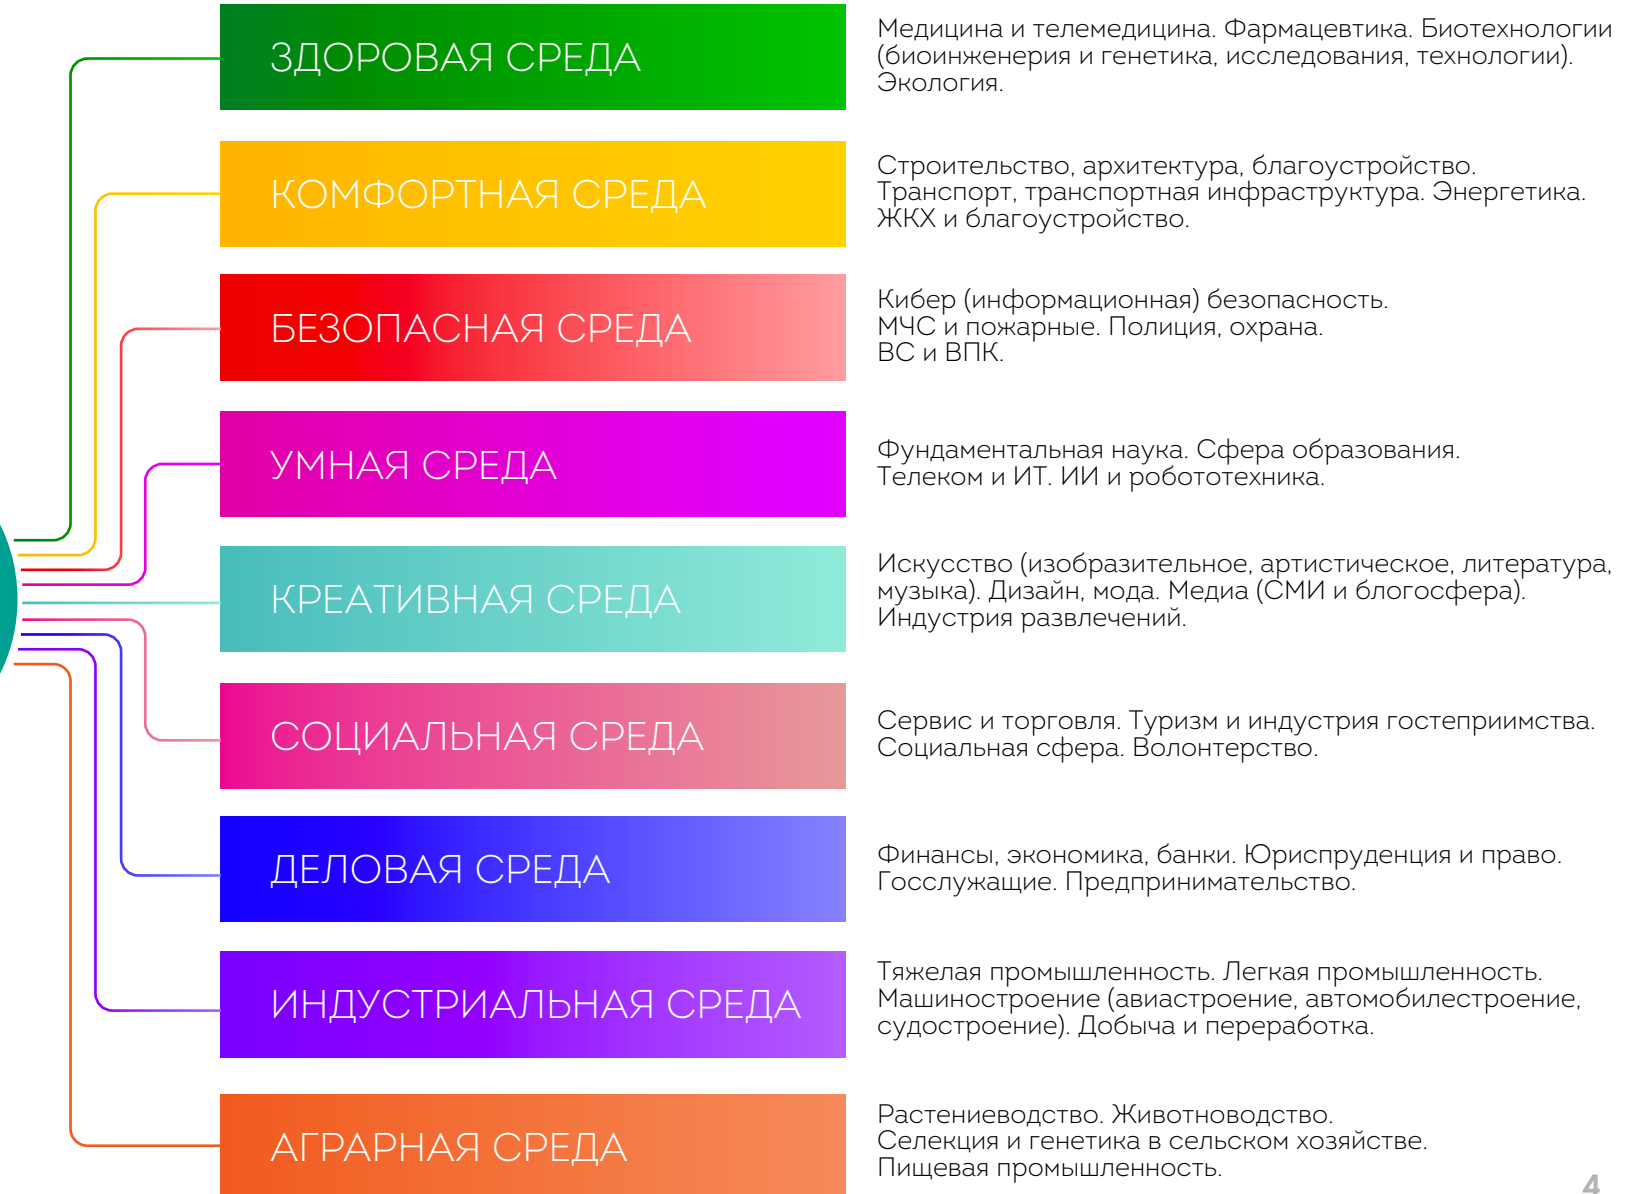 ЗДОРОВАЯ СРЕДА
Медицина и телемедицина. Фармацевтика. Биотехнологии
(биоинженерия и генетика, исследования, технологии).
Экология.
КОМФОРТНАЯ СРЕДА
Строительство, архитектура, благоустройство.
Транспорт, транспортная инфраструктура. Энергетика.
ЖКХ и благоустройство.
БЕЗОПАСНАЯ СРЕДА
Кибер (информационная) безопасность.
МЧС и пожарные. Полиция, охрана.
ВС и ВПК.
УМНАЯ СРЕДА
Фундаментальная наука. Сфера образования.
Телеком и ИТ. ИИ и робототехника.
КРЕАТИВНАЯ СРЕДА
Искусство (изобразительное, артистическое, литература,
музыка). Дизайн, мода. Медиа (СМИ и блогосфера).
Индустрия развлечений.
СОЦИАЛЬНАЯ СРЕДА
Сервис и торговля. Туризм и индустрия гостеприимства.
Социальная сфера. Волонтерство.
ДЕЛОВАЯ СРЕДА
Финансы, экономика, банки. Юриспруденция и право.
Госслужащие. Предпринимательство.
ИНДУСТРИАЛЬНАЯ СРЕДА
Тяжелая промышленность. Легкая промышленность.
Машиностроение (авиастроение, автомобилестроение,
судостроение). Добыча и переработка.
АГРАРНАЯ СРЕДА
Растениеводство. Животноводство.
Селекция и генетика в сельском хозяйстве.
Пищевая промышленность.
4